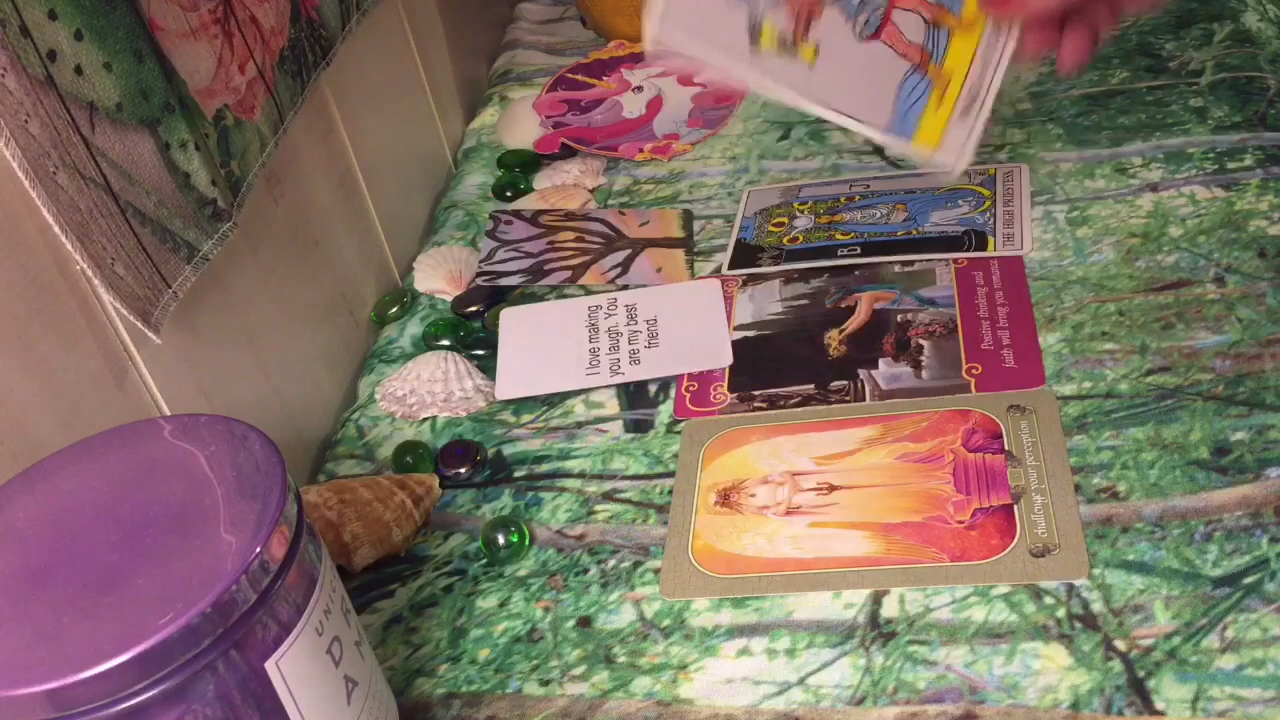 B
J
THE HIGH PRIESTESS
I love making
you laugh. You
are my best
friend.
Positive thinking and
faith will bring you romance.
challenge your perception